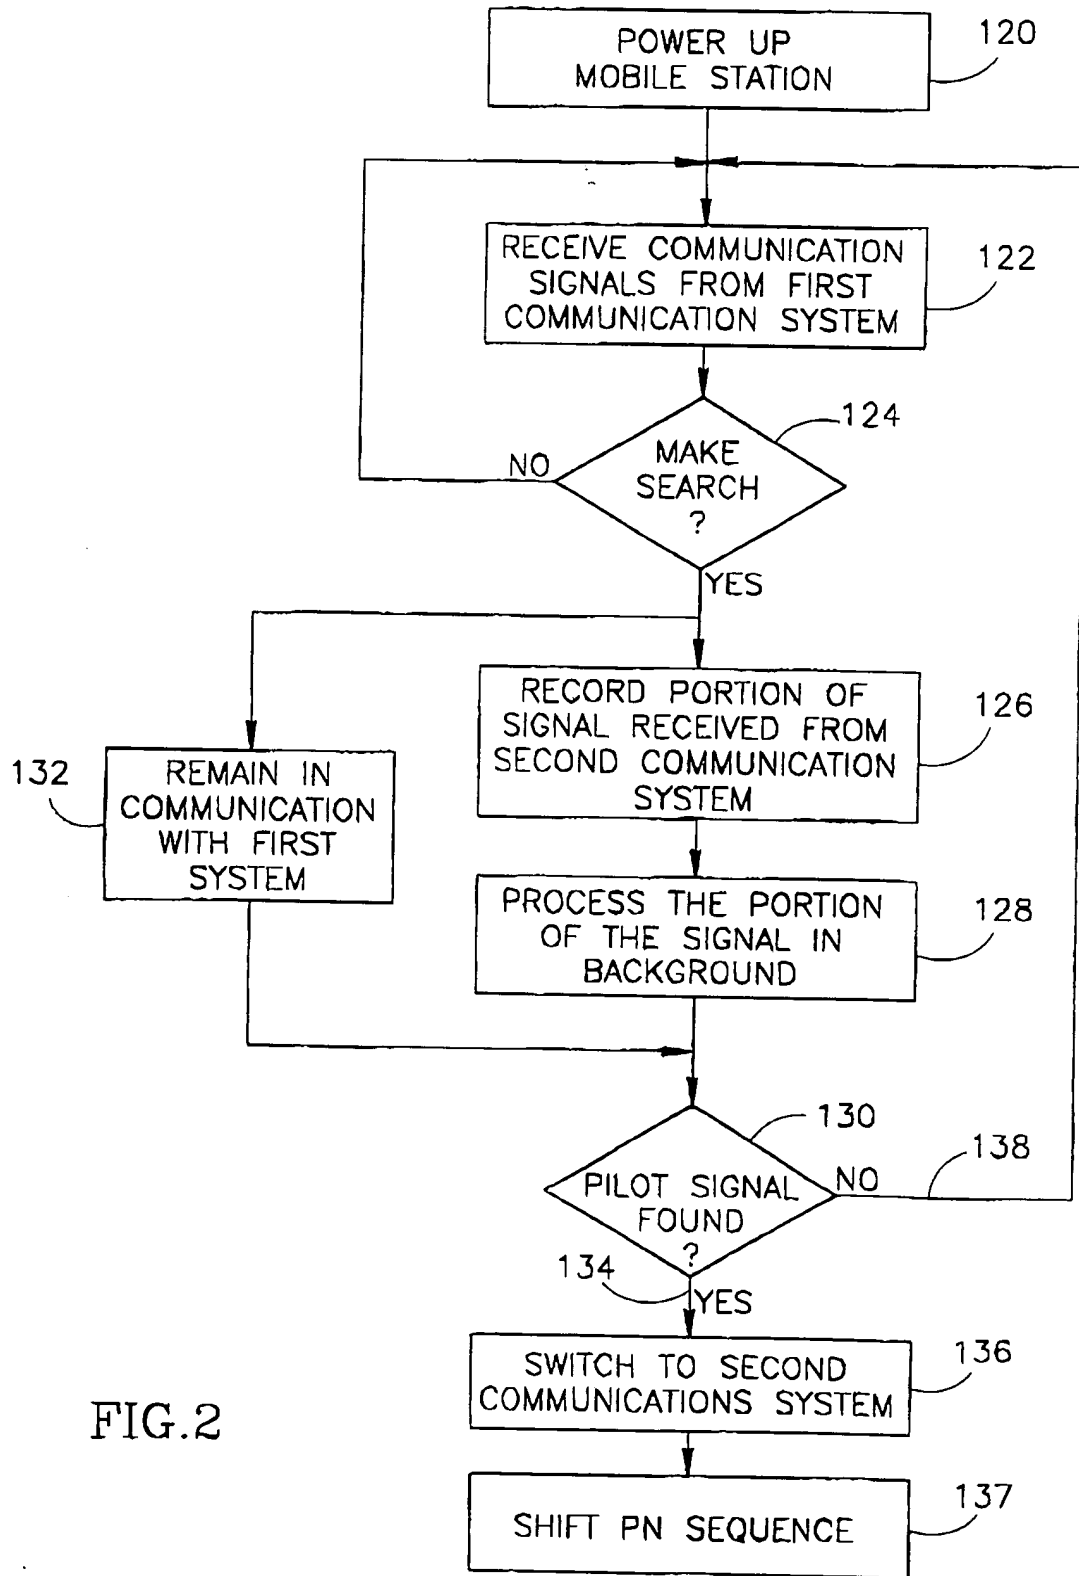 POWER UP
MOBILE STATION
120
RECEIVE COMMUNICATION
SIGNALS FROM FIRST
COMMUNICATION SYSTEM
122
124
MAKE
SEARCH
?
NO
YES
RECORD PORTION OF
SIGNAL RECEIVED FROM
SECOND COMMUNICATION
SYSTEM
126
132
REMAIN IN
COMMUNICATION
WITH FIRST
SYSTEM
PROCESS THE PORTION
OF THE SIGNAL IN
BACKGROUND
128
130
PILOT SIGNAL
FOUND
?
NO
138
134
YES
SWITCH TO SECOND
COMMUNICATIONS SYSTEM
136
FIG.2
SHIFT PN SEQUENCE
137